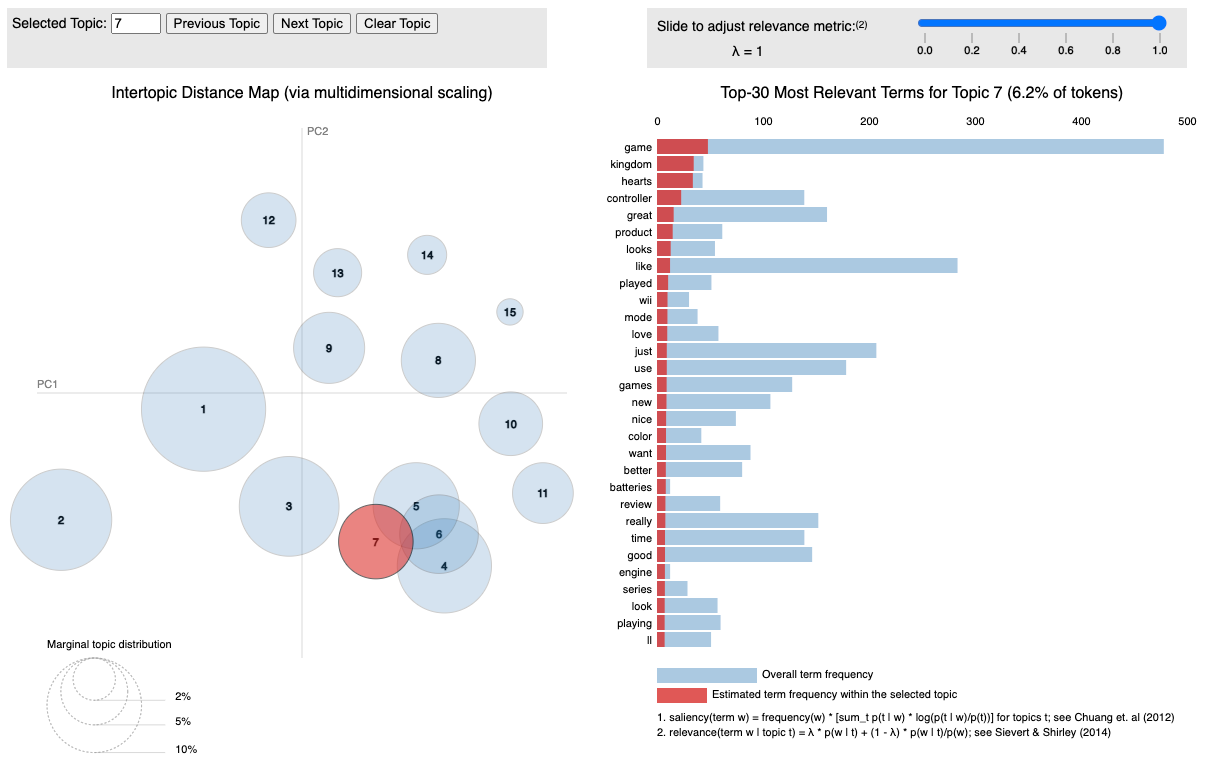 Selected Topic: 7 Previous Topic Next Topic Clear Topic
Slide to adjust relevance metric:(2)
λ = 1
0.0 0.2 0.4 0.6 0.8 1.0
Intertopic Distance Map (via multidimensional scaling)
PC2
PC1
12
13
14
15
9
8
1
10
11
2
3
5
6
7
4
Marginal topic distribution
2%
5%
10%
Top-30 Most Relevant Terms for Topic 7 (6.2% of tokens)
0 100 200 300 400 500
game
kingdom
hearts
controller
great
product
looks
like
played
wii
mode
love
just
use
games
new
nice
color
want
better
batteries
review
really
time
good
engine
series
look
playing
ll
Overall term frequency
Estimated term frequency within the selected topic
1. saliency(term w) = frequency(w) * [sum_t p(t | w) * log(p(t | w)/p(t))] for topics t; see Chuang et. al (2012)
2. relevance(term w | topic t) = λ * p(w | t) + (1 - λ) * p(w | t)/p(w); see Sievert & Shirley (2014)